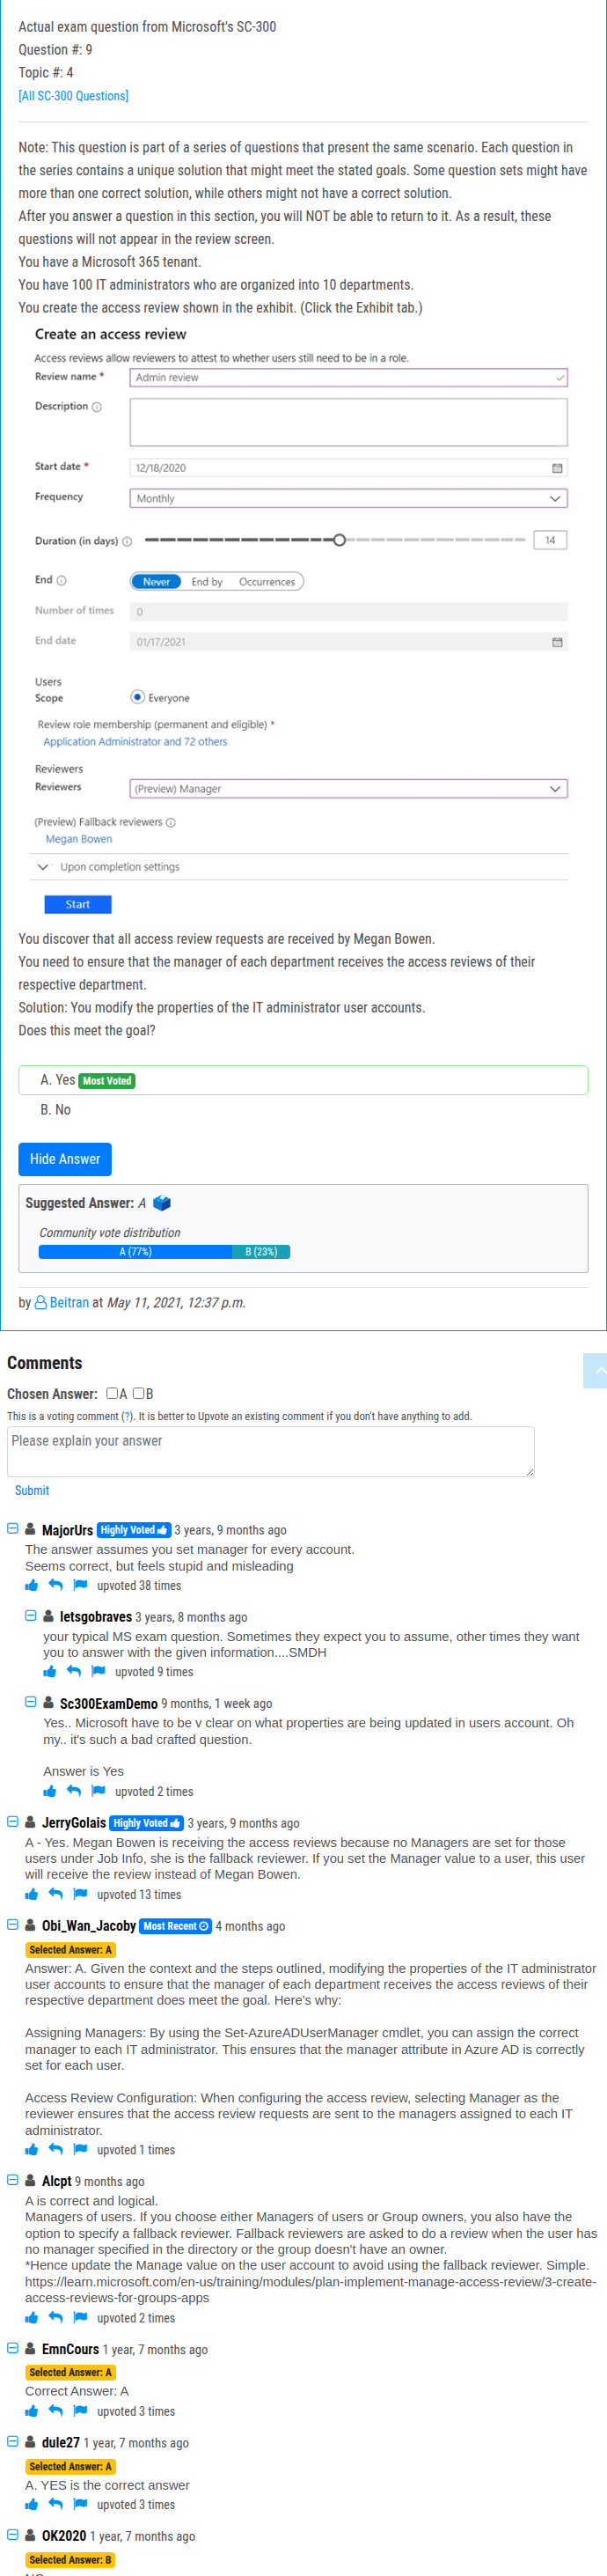 Actual exam question from Microsoft's SC-300
Question #: 9
Topic #: 4
[All SC-300 Questions]
Note: This question is part of a series of questions that present the same scenario. Each question in
the series contains a unique solution that might meet the stated goals. Some question sets might have
more than one correct solution, while others might not have a correct solution.
After you answer a question in this section, you will NOT be able to return to it. As a result, these
questions will not appear in the review screen.
You have a Microsoft 365 tenant.
You have 100 IT administrators who are organized into 10 departments.
You create the access review shown in the exhibit. (Click the Exhibit tab.)
Create an access review
Access reviews allow reviewers to attest to whether users still need to be in a role.
Review name * Admin review
Description
Start date * 12/18/2020
Frequency Monthly
Duration (in days) 14
End Never End by Occurrences
Number of times 0
End date 01/17/2021
Users
Scope Everyone
Review role membership (permanent and eligible) *
Application Administrator and 72 others
Reviewers
Reviewers (Preview) Manager
(Preview) Fallback reviewers
Megan Bowen
Upon completion settings
Start
You discover that all access review requests are received by Megan Bowen.
You need to ensure that the manager of each department receives the access reviews of their
respective department.
Solution: You modify the properties of the IT administrator user accounts.
Does this meet the goal?
A. Yes Most Voted
B. No
Hide Answer
Suggested Answer: A
Community vote distribution
A (77%) B (23%)
by Beitran at May 11, 2021, 12:37 p.m.
Comments
Chosen Answer: A B
This is a voting comment (?). It is better to Upvote an existing comment if you don't have anything to add.
Please explain your answer
Submit
MajorUrs Highly Voted 3 years, 9 months ago
The answer assumes you set manager for every account.
Seems correct, but feels stupid and misleading
upvoted 38 times
letsgobraves 3 years, 8 months ago
your typical MS exam question. Sometimes they expect you to assume, other times they want
you to answer with the given information....SMDH
upvoted 9 times
Sc300ExamDemo 9 months, 1 week ago
Yes.. Microsoft have to be v clear on what properties are being updated in users account. Oh
my.. it's such a bad crafted question.
Answer is Yes
upvoted 2 times
JerryGolais Highly Voted 3 years, 9 months ago
A - Yes. Megan Bowen is receiving the access reviews because no Managers are set for those
users under Job Info, she is the fallback reviewer. If you set the Manager value to a user, this user
will receive the review instead of Megan Bowen.
upvoted 13 times
Obi_Wan_Jacoby Most Recent 4 months ago
Selected Answer: A
Answer: A. Given the context and the steps outlined, modifying the properties of the IT administrator
user accounts to ensure that the manager of each department receives the access reviews of their
respective department does meet the goal. Here's why:
Assigning Managers: By using the Set-AzureADUserManager cmdlet, you can assign the correct
manager to each IT administrator. This ensures that the manager attribute in Azure AD is correctly
set for each user.
Access Review Configuration: When configuring the access review, selecting Manager as the
reviewer ensures that the access review requests are sent to the managers assigned to each IT
administrator.
upvoted 1 times
Alcpt 9 months ago
A is correct and logical.
Managers of users. If you choose either Managers of users or Group owners, you also have the
option to specify a fallback reviewer. Fallback reviewers are asked to do a review when the user has
no manager specified in the directory or the group doesn't have an owner.
*Hence update the Manage value on the user account to avoid using the fallback reviewer. Simple.
https://learn.microsoft.com/en-us/training/modules/plan-implement-manage-access-review/3-create-
access-reviews-for-groups-apps
upvoted 2 times
EmnCours 1 year, 7 months ago
Selected Answer: A
Correct Answer: A
upvoted 3 times
dule27 1 year, 7 months ago
Selected Answer: A
A. YES is the correct answer
upvoted 3 times
OK2020 1 year, 7 months ago
Selected Answer: B